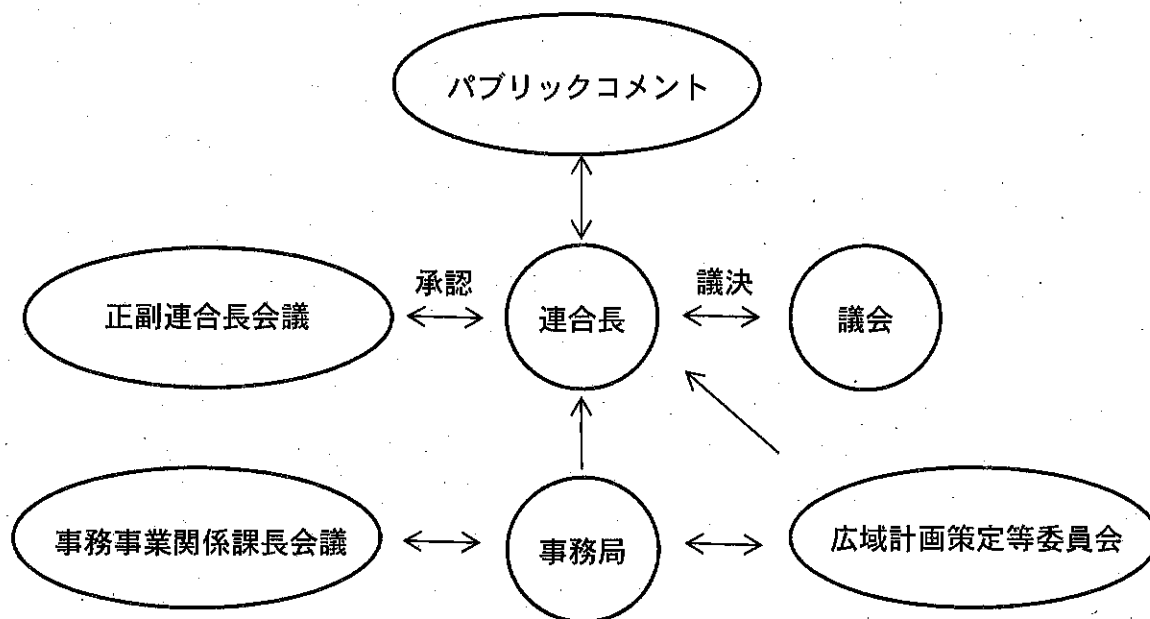 パブリックコメント
正副連合長会議
承認
連合長
議決
議会
事務事業関係課長会議
事務局
広域計画策定等委員会